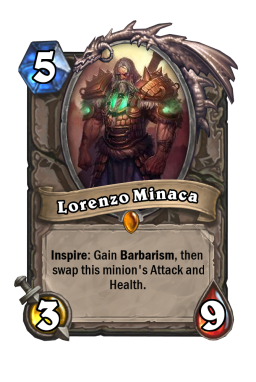 5
Lorenzo Minaca
Inspire: Gain Barbarism, then
swap this minion's Attack and
Health.
3
9